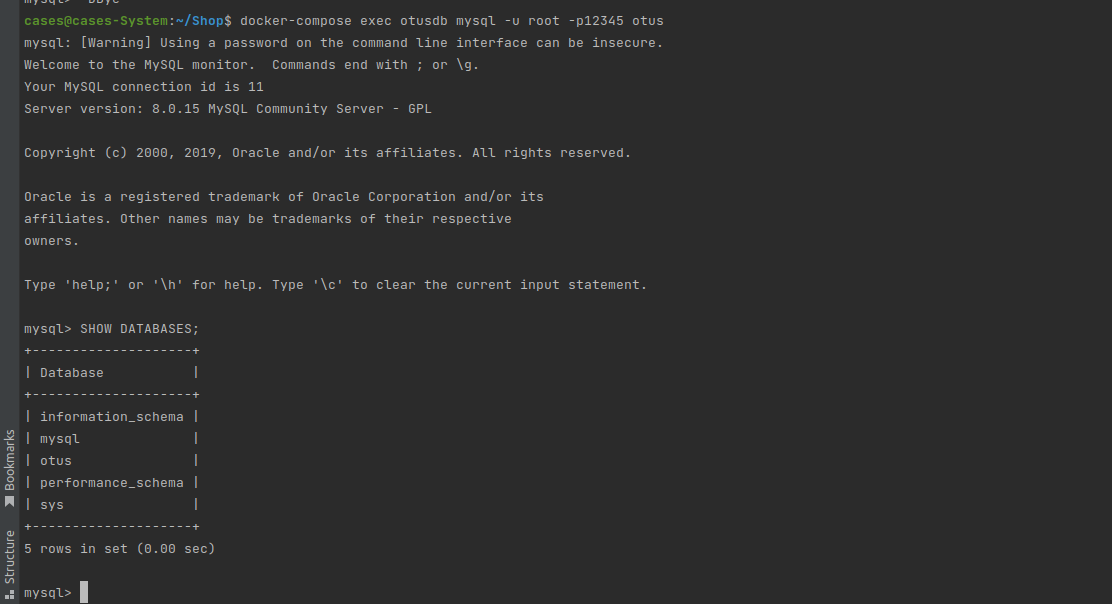 mysql> Bye
cases@cases-System:~/Shop$ docker-compose exec otusdb mysql -u root -p12345 otus
mysql: [Warning] Using a password on the command line interface can be insecure.
Welcome to the MySQL monitor.  Commands end with ; or \g.
Your MySQL connection id is 11
Server version: 8.0.15 MySQL Community Server - GPL
Copyright (c) 2000, 2019, Oracle and/or its affiliates. All rights reserved.
Oracle is a registered trademark of Oracle Corporation and/or its
affiliates. Other names may be trademarks of their respective
owners.
Type 'help;' or '\h' for help. Type '\c' to clear the current input statement.
mysql> SHOW DATABASES;
+--------------------+
| Database           |
+--------------------+
| information_schema |
| mysql              |
| otus               |
| performance_schema |
| sys                |
+--------------------+
5 rows in set (0.00 sec)
mysql>
Bookmarks
Structure